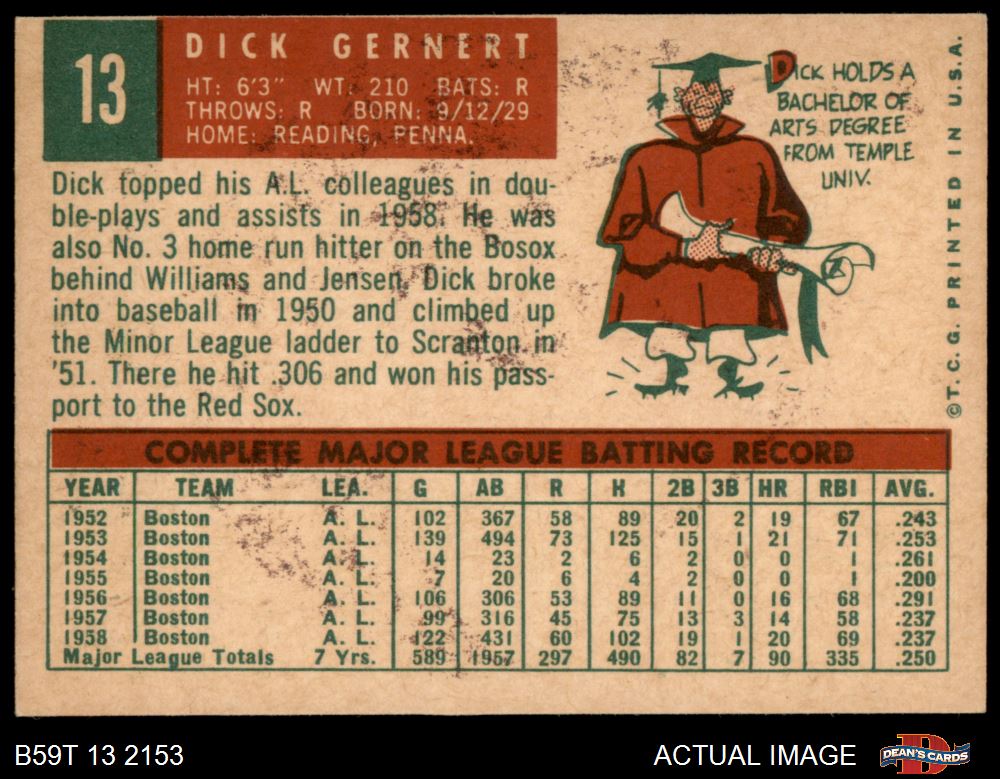 13
DICK GERNERT
HT: 6'3" WT: 210 BATS: R
THROWS: R BORN: 9/12/29
HOME: READING, PENNA.
DICK HOLDS A
BACHELOR OF
ARTS DEGREE
FROM TEMPLE
UNIV.
Dick topped his A.L. colleagues in dou-
ble-plays and assists in 1958. He was
also No. 3 home run hitter on the Bosox
behind Williams and Jensen. Dick broke
into baseball in 1950 and climbed up
the Minor League ladder to Scranton in
'51. There he hit .306 and won his pass-
port to the Red Sox.
©T.C.G. PRINTED IN U.S.A.
COMPLETE MAJOR LEAGUE BATTING RECORD
YEAR TEAM LEA. G AB R H 2B 3B HR RBI AVG.
1952 Boston A. L. 102 367 58 89 20 2 19 67 .243
1953 Boston A. L. 139 494 73 125 15 1 21 71 .253
1954 Boston A. L. 14 23 2 6 2 0 0 1 .261
1955 Boston A. L. 7 20 6 4 2 0 0 1 .200
1956 Boston A. L. 106 306 53 89 11 0 16 68 .291
1957 Boston A. L. 99 316 45 75 13 3 14 58 .237
1958 Boston A. L. 122 431 60 102 19 1 20 69 .237
Major League Totals 7 Yrs. 589 1957 297 490 82 7 90 335 .250
B59T 13 2153
ACTUAL IMAGE
DEAN'S CARDS